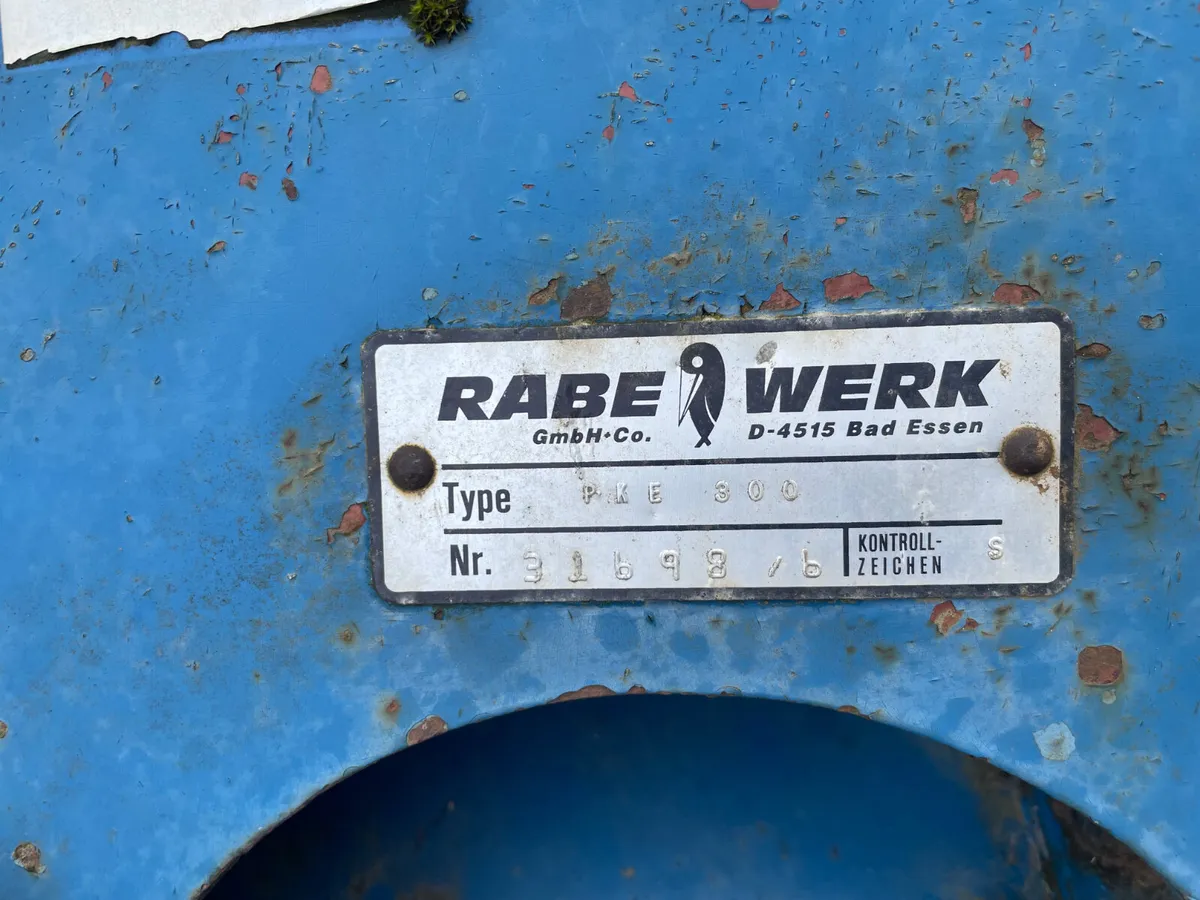 RABE WERK
GmbH+Co. D-4515 Bad Essen
Type PKE 300
Nr. 31698/6 KONTROLL-
ZEICHEN S